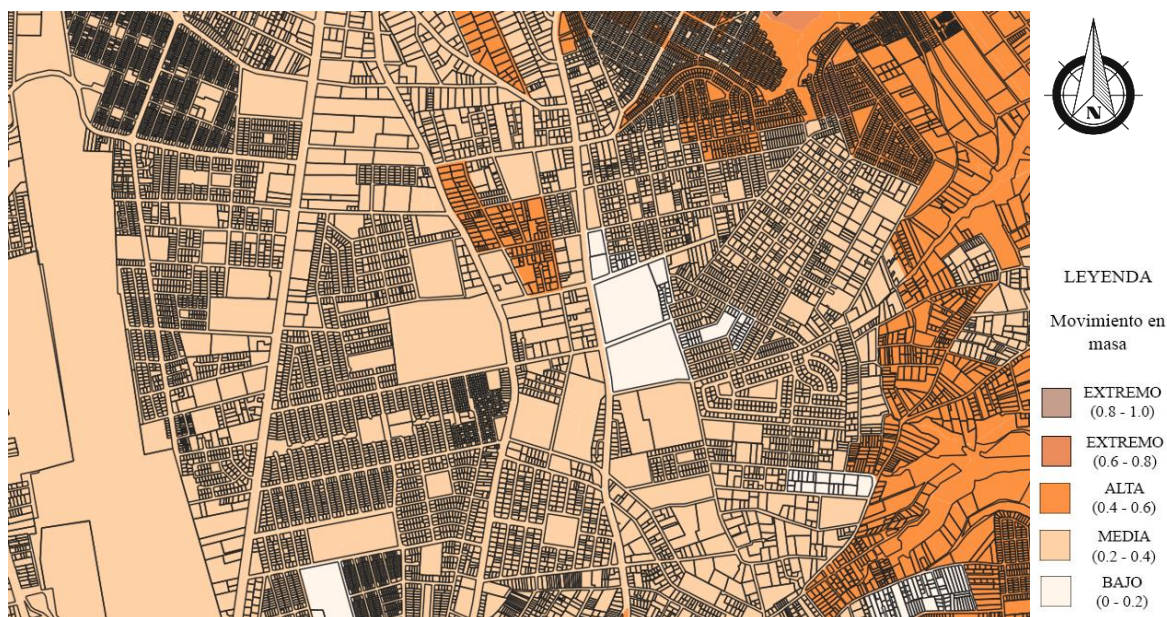 N
LEYENDA
Movimiento en
masa
EXTREMO
(0.8 - 1.0)
EXTREMO
(0.6 - 0.8)
ALTA
(0.4 - 0.6)
MEDIA
(0.2 - 0.4)
BAJO
(0 - 0.2)